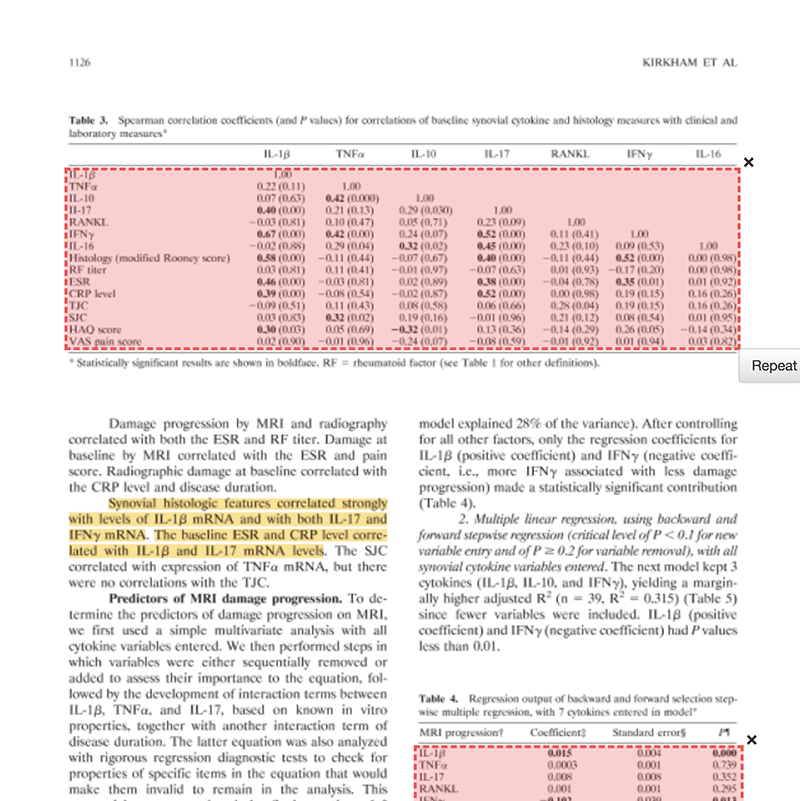 1126 KIRKHAM ET AL
Table 3. Spearman correlation coefficients (and P values) for correlations of baseline synovial cytokine and histology measures with clinical and
laboratory measures*
IL-1β TNFα IL-10 IL-17 RANKL IFNγ IL-16
IL-1β 1.00
TNFα 0.22 (0.11) 1.00
IL-10 0.07 (0.63) 0.42 (0.000) 1.00
Il-17 0.40 (0.00) 0.21 (0.13) 0.29 (0.030) 1.00
RANKL −0.03 (0.81) 0.10 (0.47) 0.05 (0.71) 0.23 (0.09) 1.00
IFNγ 0.67 (0.00) 0.42 (0.00) 0.24 (0.07) 0.52 (0.00) 0.11 (0.41) 1.00
IL-16 −0.02 (0.88) 0.29 (0.04) 0.32 (0.02) 0.45 (0.00) 0.23 (0.10) 0.09 (0.53) 1.00
Histology (modified Rooney score) 0.58 (0.00) −0.11 (0.44) −0.07 (0.67) 0.40 (0.00) −0.11 (0.44) 0.52 (0.00) 0.00 (0.98)
RF titer 0.03 (0.81) 0.11 (0.41) −0.01 (0.97) −0.07 (0.63) 0.01 (0.93) −0.17 (0.20) 0.00 (0.98)
ESR 0.46 (0.00) −0.03 (0.81) 0.02 (0.89) 0.38 (0.00) −0.04 (0.78) 0.35 (0.01) 0.01 (0.92)
CRP level 0.39 (0.00) −0.08 (0.54) −0.02 (0.87) 0.52 (0.00) 0.00 (0.98) 0.19 (0.15) 0.16 (0.26)
TJC −0.09 (0.51) 0.11 (0.43) 0.08 (0.58) 0.06 (0.66) 0.28 (0.04) 0.19 (0.15) 0.16 (0.26)
SJC 0.03 (0.83) 0.32 (0.02) 0.19 (0.16) −0.01 (0.96) 0.21 (0.12) 0.08 (0.54) 0.01 (0.95)
HAQ score 0.30 (0.03) 0.05 (0.69) −0.32 (0.01) 0.13 (0.36) −0.14 (0.29) 0.26 (0.05) −0.14 (0.34)
VAS pain score 0.02 (0.90) −0.01 (0.96) −0.24 (0.07) −0.08 (0.59) −0.01 (0.92) 0.01 (0.94) 0.03 (0.82)
* Statistically significant results are shown in boldface. RF = rheumatoid factor (see Table 1 for other definitions).
Repeat
Damage progression by MRI and radiography
correlated with both the ESR and RF titer. Damage at
baseline by MRI correlated with the ESR and pain
score. Radiographic damage at baseline correlated with
the CRP level and disease duration.
Synovial histologic features correlated strongly
with levels of IL-1β mRNA and with both IL-17 and
IFNγ mRNA. The baseline ESR and CRP level corre-
lated with IL-1β and IL-17 mRNA levels. The SJC
correlated with expression of TNFα mRNA, but there
were no correlations with the TJC.
Predictors of MRI damage progression. To de-
termine the predictors of damage progression on MRI,
we first used a simple multivariate analysis with all
cytokine variables entered. We then performed steps in
which variables were either sequentially removed or
added to assess their importance to the equation, fol-
lowed by the development of interaction terms between
IL-1β, TNFα, and IL-17, based on known in vitro
properties, together with another interaction term of
disease duration. The latter equation was also analyzed
with rigorous regression diagnostic tests to check for
properties of specific items in the equation that would
make them invalid to remain in the analysis. This
model explained 28% of the variance). After controlling
for all other factors, only the regression coefficients for
IL-1β (positive coefficient) and IFNγ (negative coeffi-
cient, i.e., more IFNγ associated with less damage
progression) made a statistically significant contribution
(Table 4).
2. Multiple linear regression, using backward and
forward stepwise regression (critical level of P < 0.1 for new
variable entry and of P ≥ 0.2 for variable removal), with all
synovial cytokine variables entered. The next model kept 3
cytokines (IL-1β, IL-10, and IFNγ), yielding a margin-
ally higher adjusted R² (n = 39, R² = 0.315) (Table 5)
since fewer variables were included. IL-1β (positive
coefficient) and IFNγ (negative coefficient) had P values
less than 0.01.
Table 4. Regression output of backward and forward selection step-
wise multiple regression, with 7 cytokines entered in model*
MRI progression† Coefficient‡ Standard error§ P¶
IL-1β 0.015 0.004 0.000
TNFα 0.0003 0.001 0.739
IL-17 0.008 0.008 0.352
RANKL 0.001 0.001 0.295